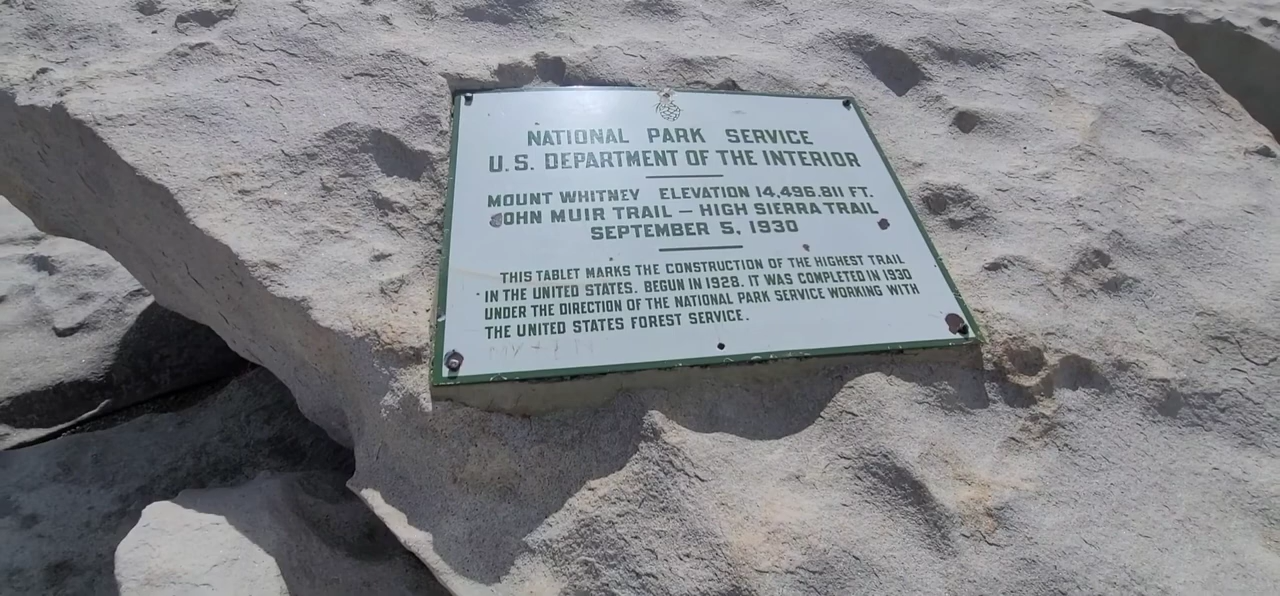 NATIONAL PARK SERVICE
U.S. DEPARTMENT OF THE INTERIOR
MOUNT WHITNEY ELEVATION 14,496.811 FT.
JOHN MUIR TRAIL – HIGH SIERRA TRAIL
SEPTEMBER 5, 1930
THIS TABLET MARKS THE CONSTRUCTION OF THE HIGHEST TRAIL
IN THE UNITED STATES. BEGUN IN 1928. IT WAS COMPLETED IN 1930
UNDER THE DIRECTION OF THE NATIONAL PARK SERVICE WORKING WITH
THE UNITED STATES FOREST SERVICE.